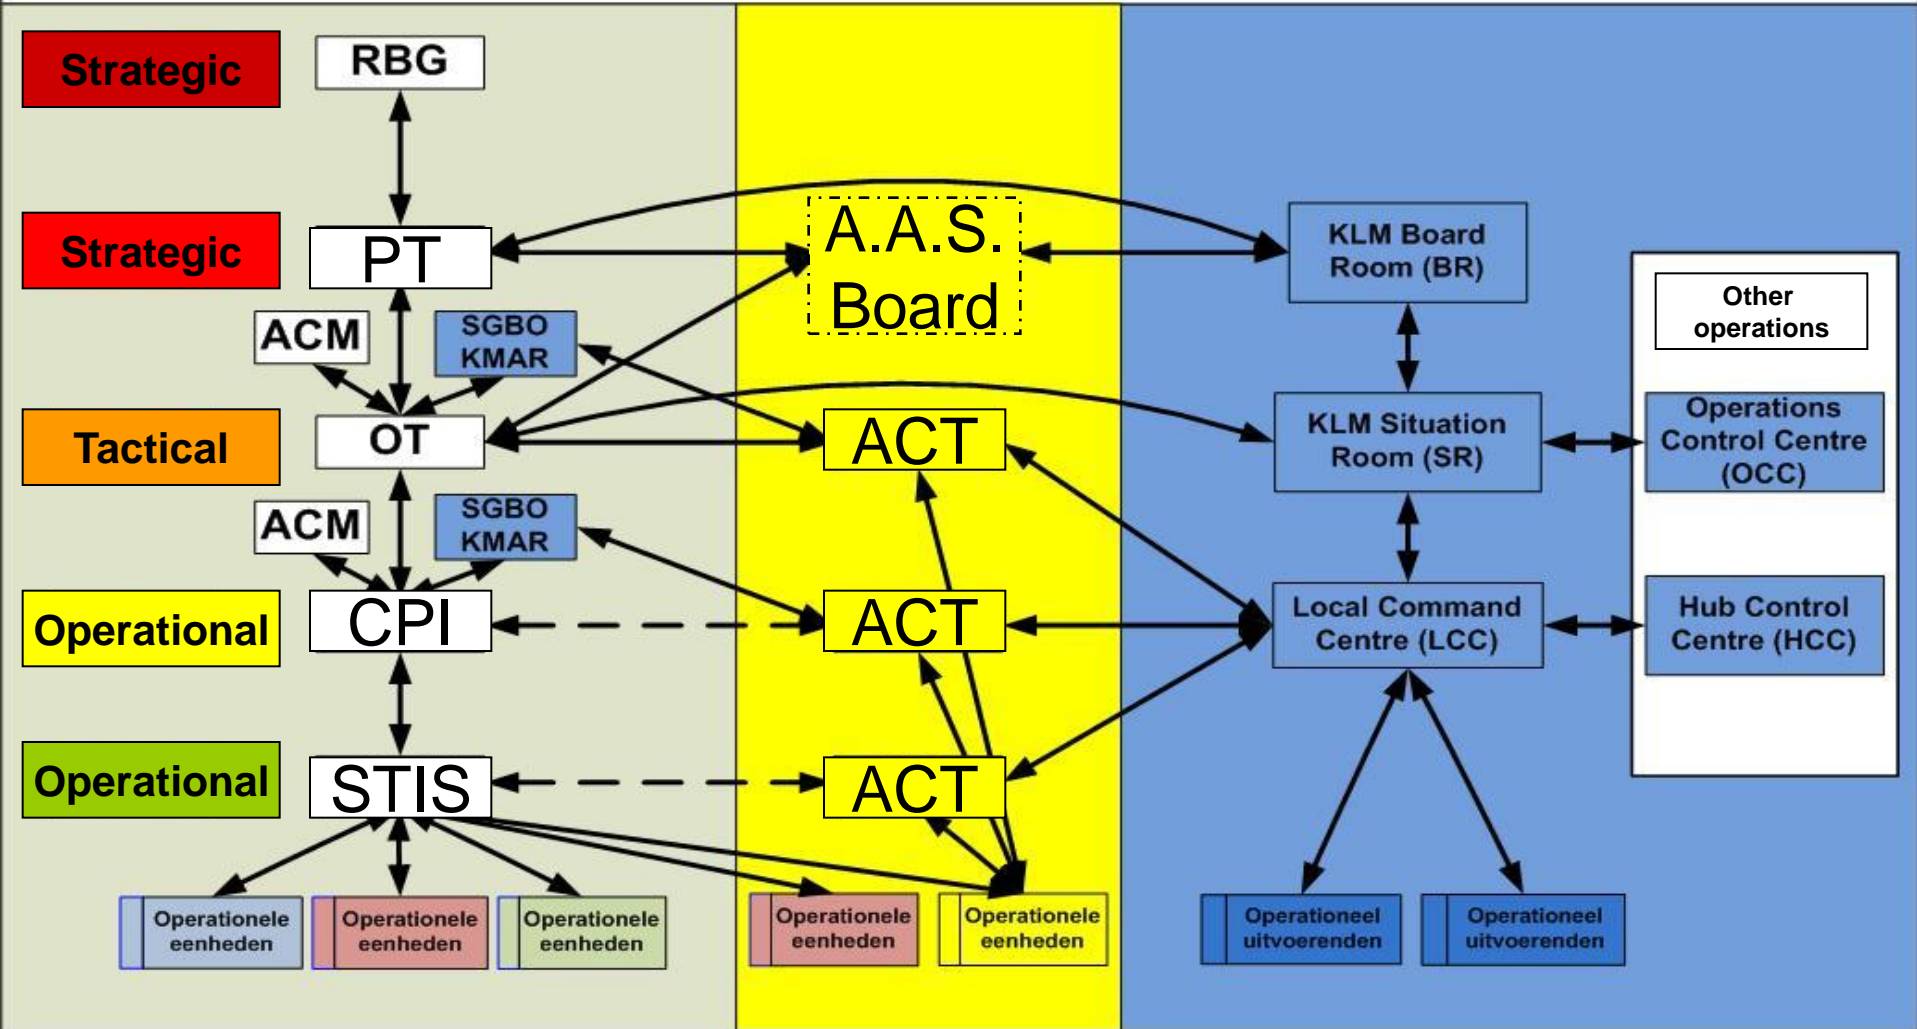 Strategic
RBG
Strategic
PT
A.A.S.
Board
KLM Board
Room (BR)
Other
operations
ACM
SGBO
KMAR
Tactical
OT
ACT
KLM Situation
Room (SR)
Operations
Control Centre
(OCC)
ACM
SGBO
KMAR
Operational
CPI
ACT
Local Command
Centre (LCC)
Hub Control
Centre (HCC)
Operational
STIS
ACT
Operationele
eenheden
Operationele
eenheden
Operationele
eenheden
Operationele
eenheden
Operationele
eenheden
Operationeel
uitvoerenden
Operationeel
uitvoerenden